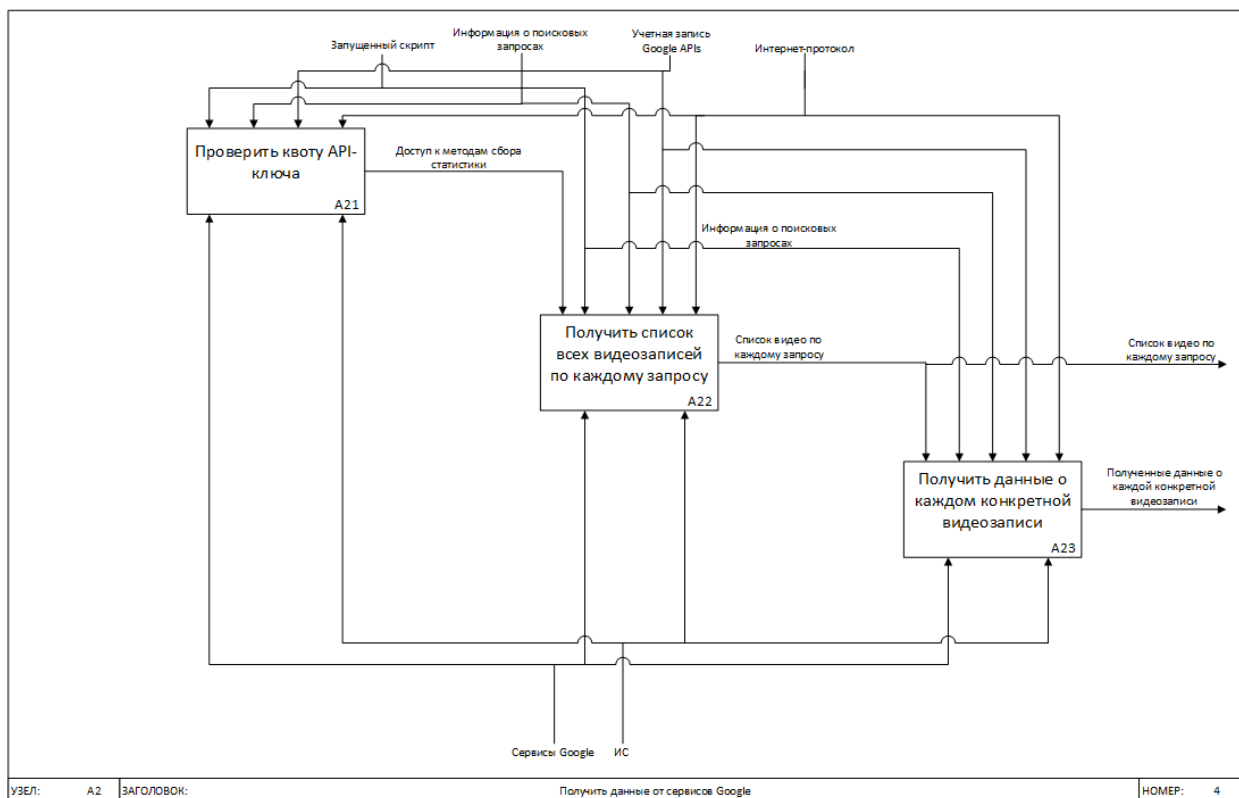 Запущенный скрипт
Информация о поисковых
запросах
Учетная запись
Google APIs
Интернет-протокол
Проверить квоту API-
ключа
A21
Доступ к методам сбора
статистики
Информация о поисковых
запросах
Получить список
всех видеозаписей
по каждому запросу
A22
Список видео по
каждому запросу
Список видео по
каждому запросу
Получить данные о
каждом конкретной
видеозаписи
A23
Полученные данные о
каждой конкретной
видеозаписи
Сервисы Google
ИС
УЗЕЛ: A2 ЗАГОЛОВОК: Получить данные от сервисов Google НОМЕР: 4